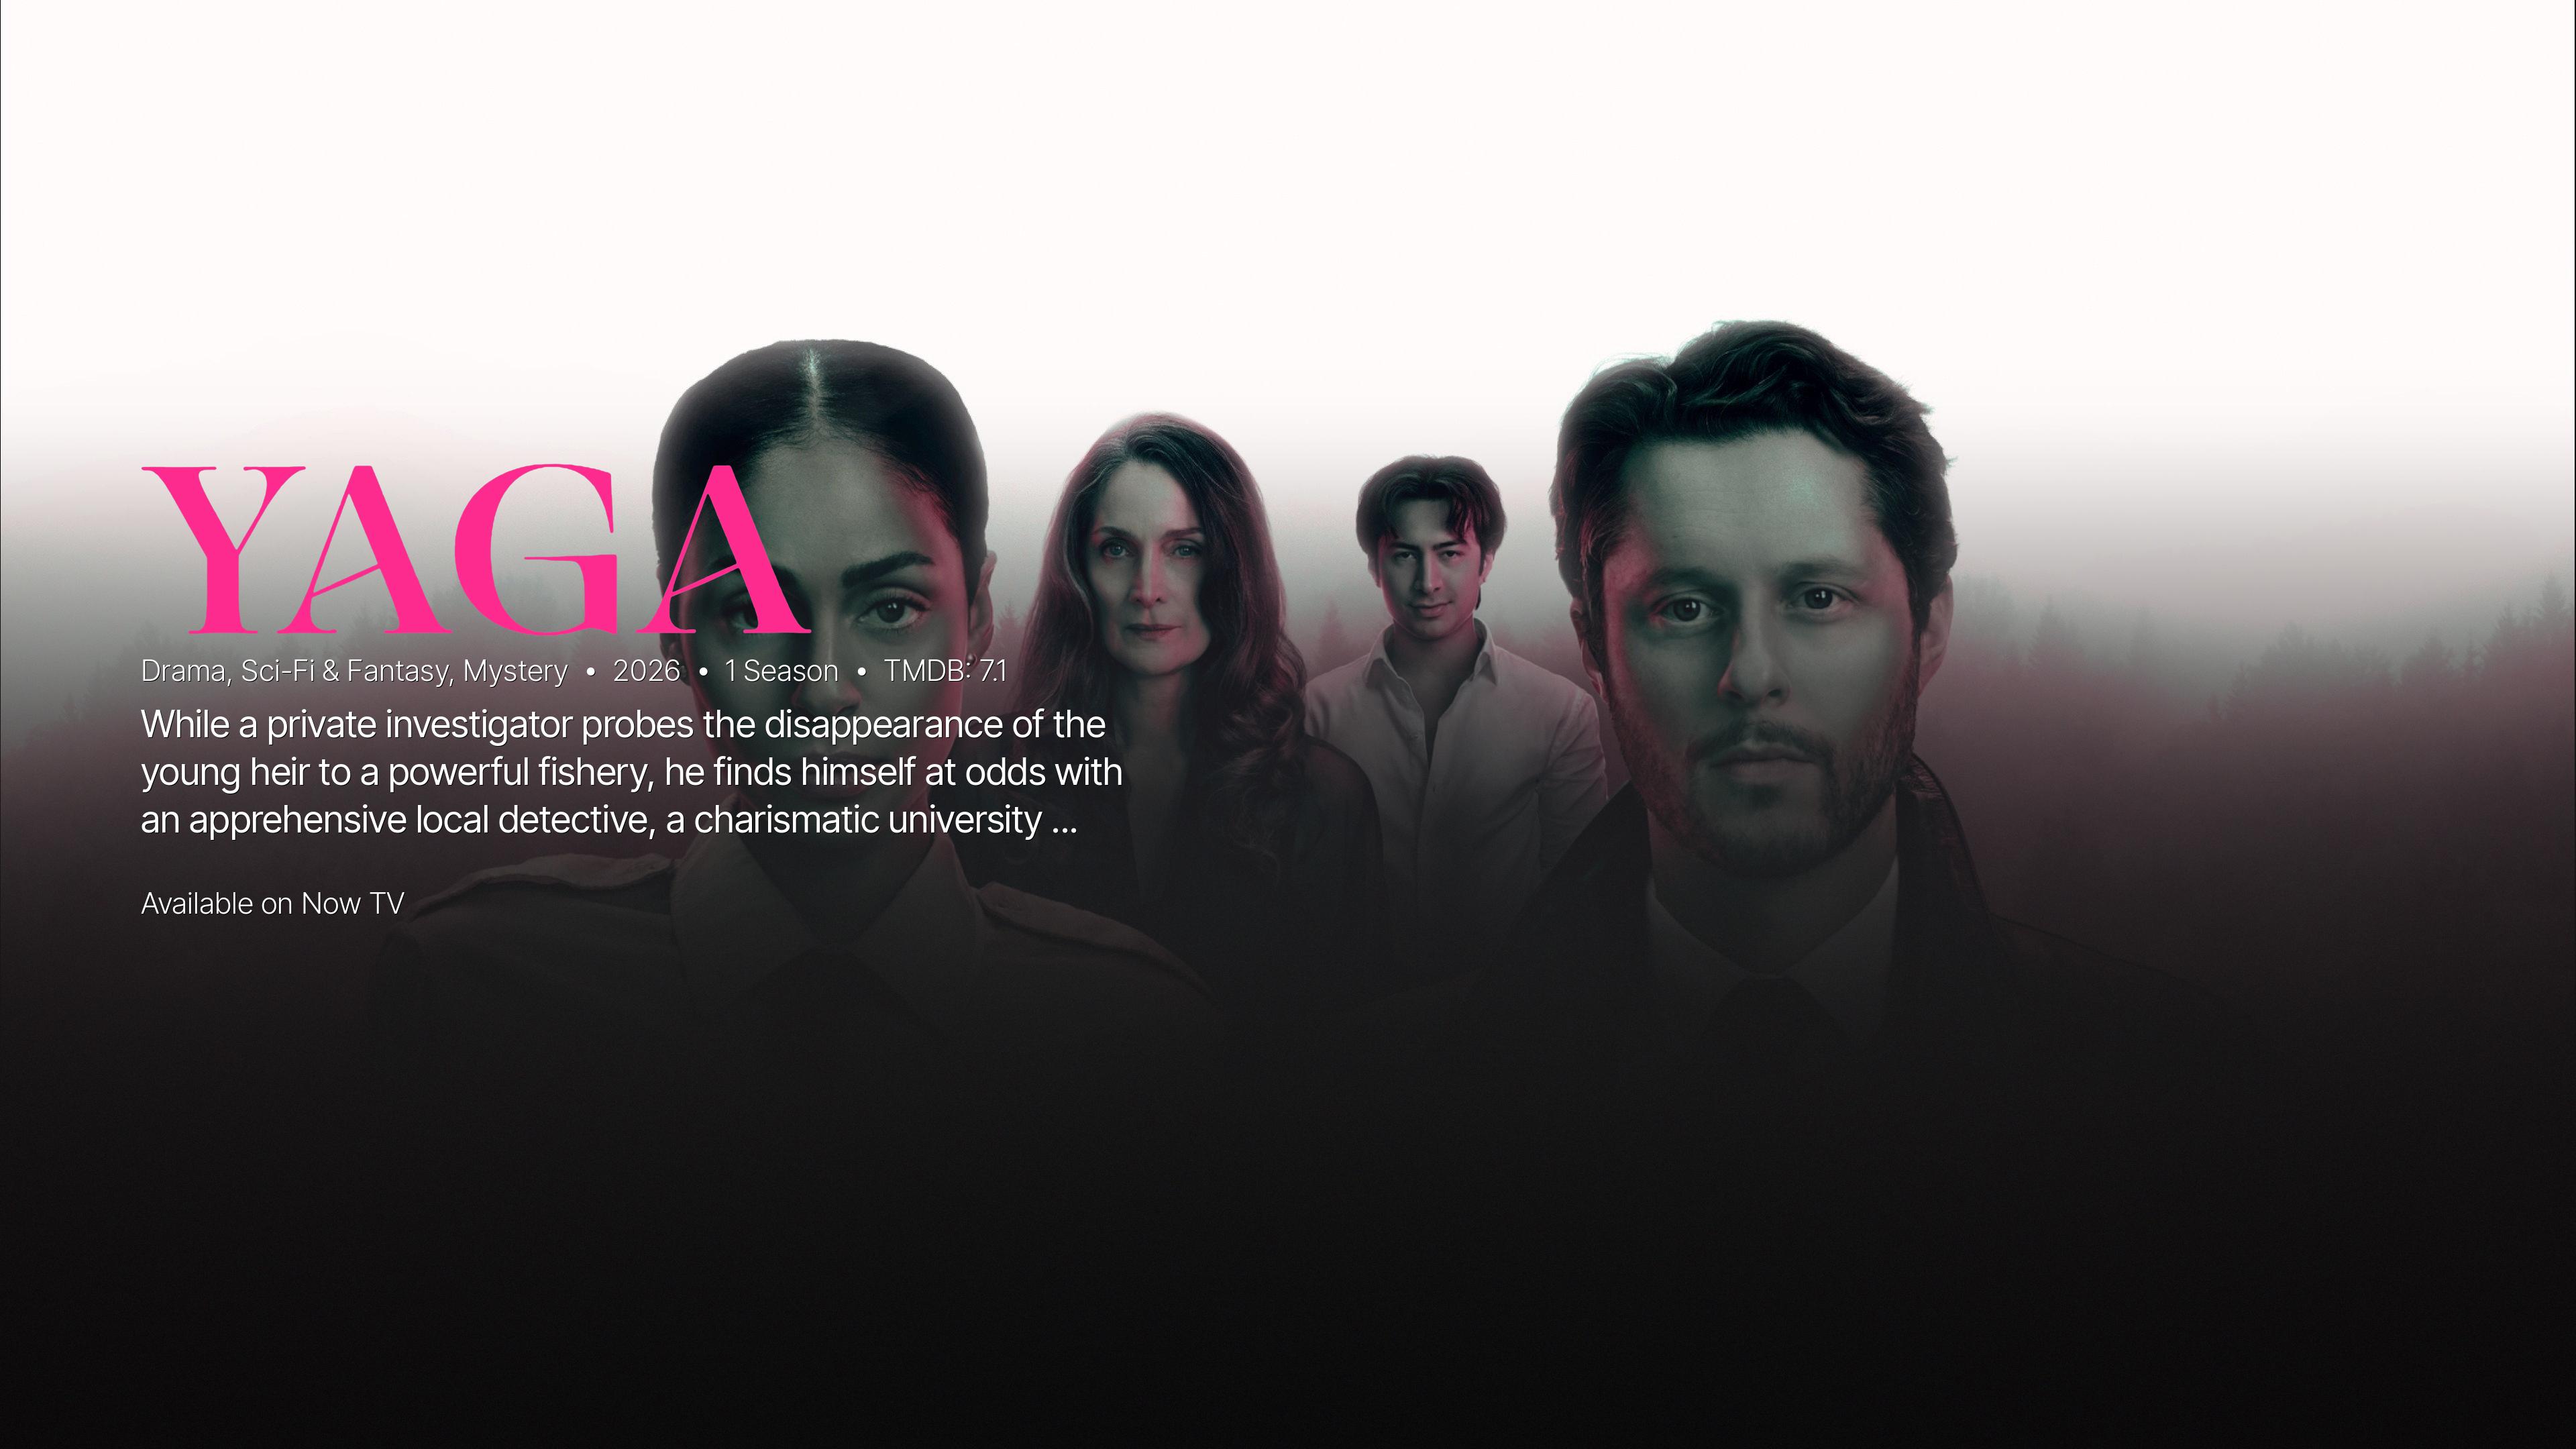 YAGA
Drama, Sci-Fi & Fantasy, Mystery • 2026 • 1 Season • TMDB: 7.1
While a private investigator probes the disappearance of the
young heir to a powerful fishery, he finds himself at odds with
an apprehensive local detective, a charismatic university ...
Available on Now TV